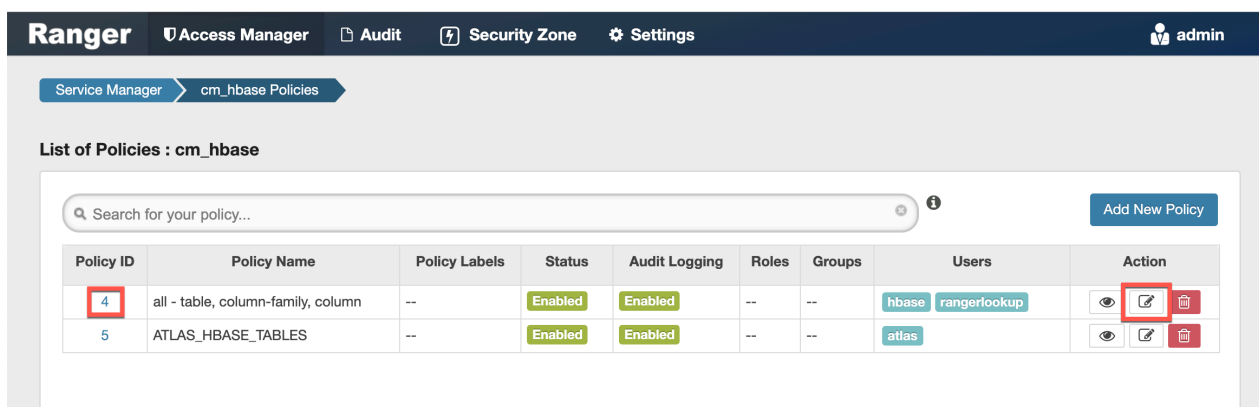 Ranger Access Manager Audit Security Zone Settings admin
Service Manager cm_hbase Policies
List of Policies : cm_hbase
Search for your policy... Add New Policy
Policy ID Policy Name Policy Labels Status Audit Logging Roles Groups Users Action
4 all - table, column-family, column -- Enabled Enabled -- -- hbase rangerlookup
5 ATLAS_HBASE_TABLES -- Enabled Enabled -- -- atlas